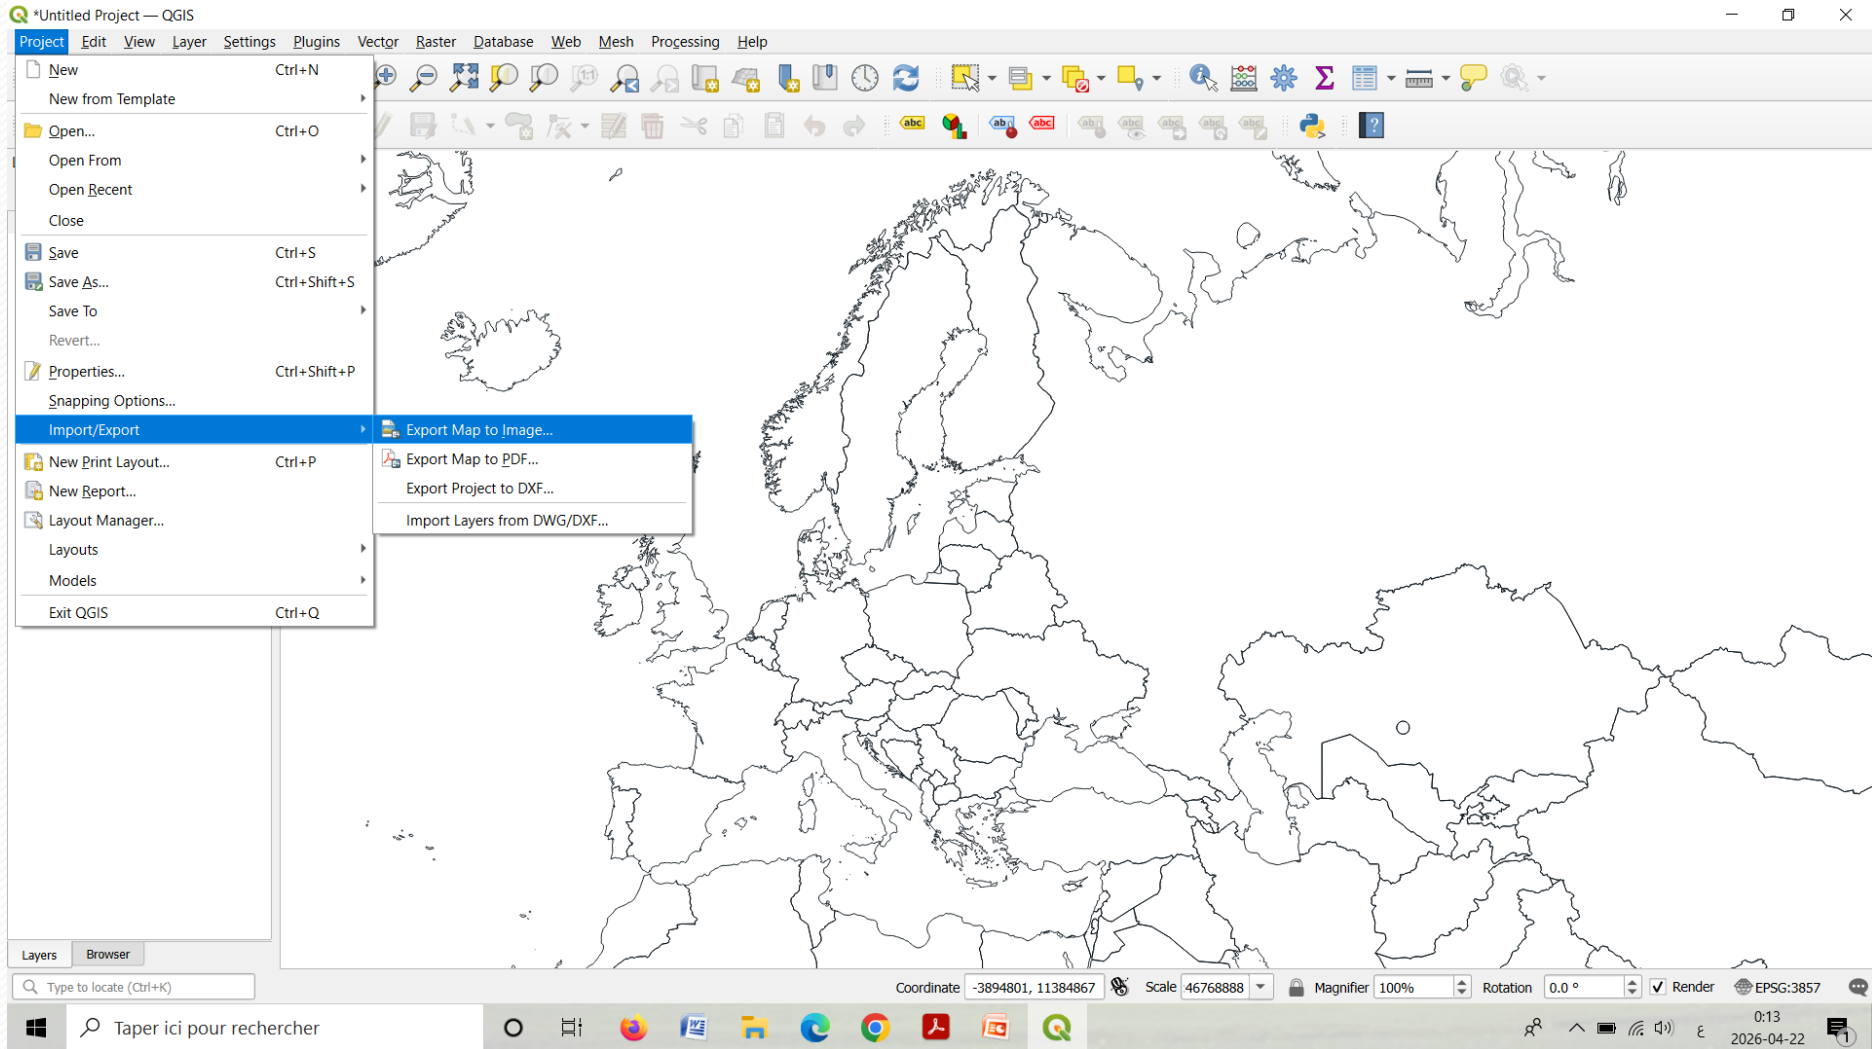 *Untitled Project — QGIS
Project Edit View Layer Settings Plugins Vector Raster Database Web Mesh Processing Help
New Ctrl+N
New from Template
Open... Ctrl+O
Open From
Open Recent
Close
Save Ctrl+S
Save As... Ctrl+Shift+S
Save To
Revert...
Properties... Ctrl+Shift+P
Snapping Options...
Import/Export
New Print Layout... Ctrl+P
New Report...
Layout Manager...
Layouts
Models
Exit QGIS Ctrl+Q
Export Map to Image...
Export Map to PDF...
Export Project to DXF...
Import Layers from DWG/DXF...
1:1
abc ab abc
Layers Browser
Type to locate (Ctrl+K)
Coordinate -3894801, 11384867 Scale 46768888 Magnifier 100% Rotation 0.0 ° Render EPSG:3857
Taper ici pour rechercher
ع
0:13
2026-04-22
1